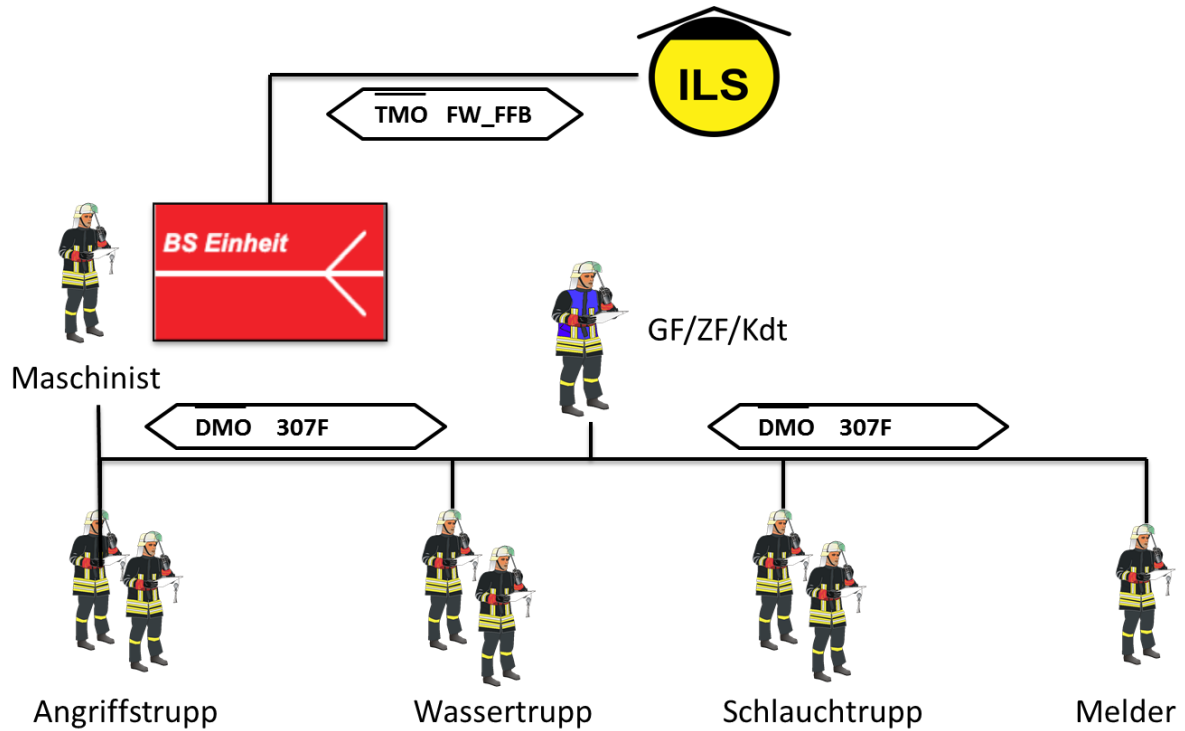 ILS
TMO FW_FFB
BS Einheit
GF/ZF/Kdt
Maschinist
DMO 307F
DMO 307F
Angriffstrupp
Wassertrupp
Schlauchtrupp
Melder